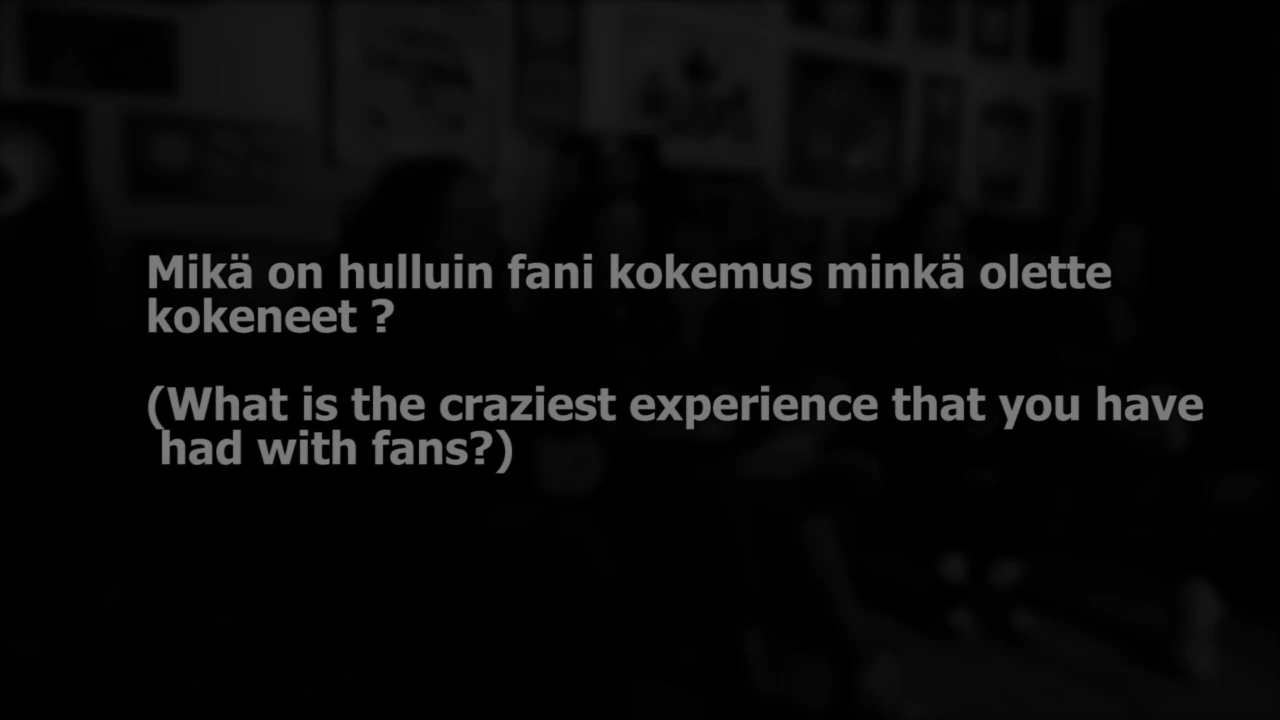 Mikä on hulluin fani kokemus minkä olette
kokeneet ?
(What is the craziest experience that you have
had with fans?)